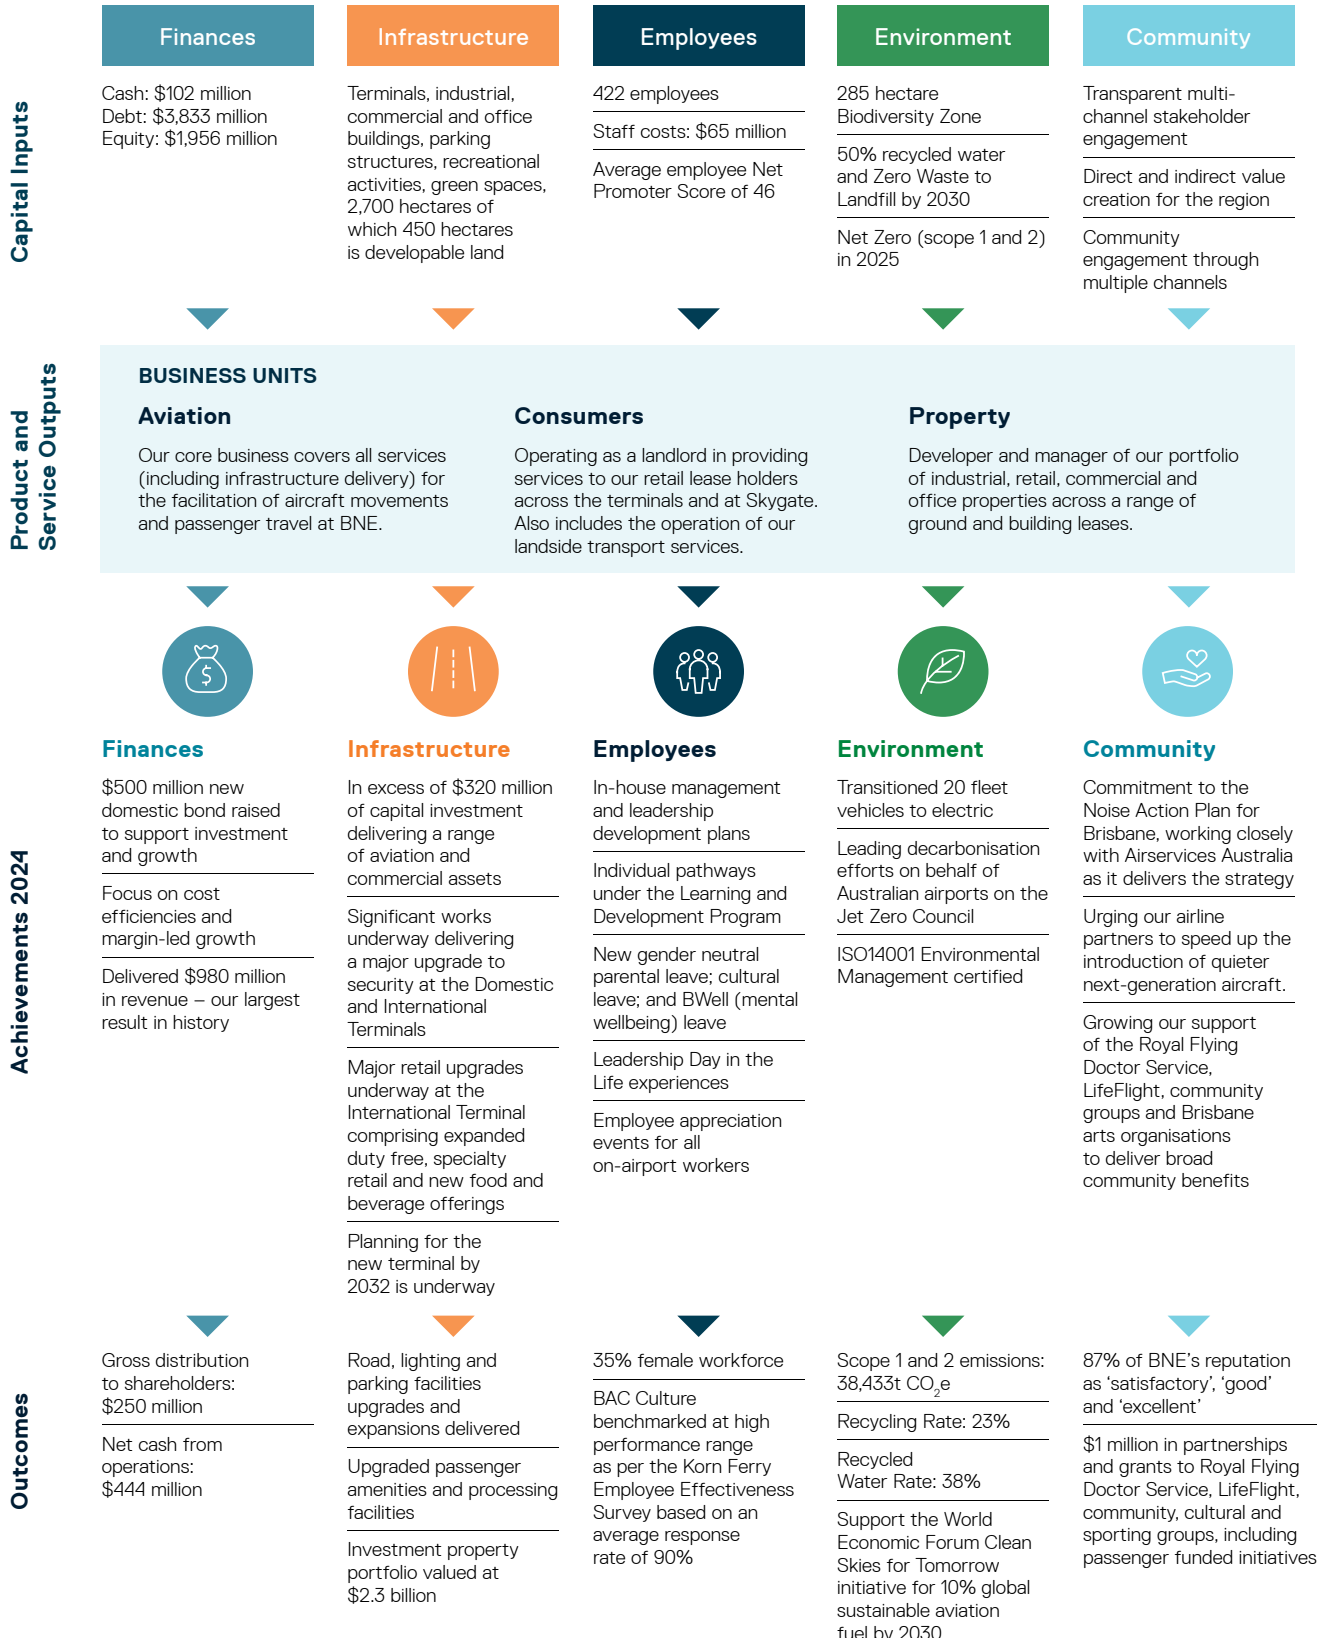 Finances
Infrastructure
Employees
Environment
Community
Capital Inputs
Cash: $102 million
Debt: $3,833 million
Equity: $1,956 million
Terminals, industrial,
commercial and office
buildings, parking
structures, recreational
activities, green spaces,
2,700 hectares of
which 450 hectares
is developable land
422 employees
Staff costs: $65 million
Average employee Net
Promoter Score of 46
285 hectare
Biodiversity Zone
50% recycled water
and Zero Waste to
Landfill by 2030
Net Zero (scope 1 and 2)
in 2025
Transparent multi-
channel stakeholder
engagement
Direct and indirect value
creation for the region
Community
engagement through
multiple channels
Product and
Service Outputs
BUSINESS UNITS
Aviation
Our core business covers all services
(including infrastructure delivery) for
the facilitation of aircraft movements
and passenger travel at BNE.
Consumers
Operating as a landlord in providing
services to our retail lease holders
across the terminals and at Skygate.
Also includes the operation of our
landside transport services.
Property
Developer and manager of our portfolio
of industrial, retail, commercial and
office properties across a range of
ground and building leases.
Achievements 2024
$
Finances
$500 million new
domestic bond raised
to support investment
and growth
Focus on cost
efficiencies and
margin-led growth
Delivered $980 million
in revenue – our largest
result in history
Infrastructure
In excess of $320 million
of capital investment
delivering a range
of aviation and
commercial assets
Significant works
underway delivering
a major upgrade to
security at the Domestic
and International
Terminals
Major retail upgrades
underway at the
International Terminal
comprising expanded
duty free, specialty
retail and new food and
beverage offerings
Planning for the
new terminal by
2032 is underway
Employees
In-house management
and leadership
development plans
Individual pathways
under the Learning and
Development Program
New gender neutral
parental leave; cultural
leave; and BWell (mental
wellbeing) leave
Leadership Day in the
Life experiences
Employee appreciation
events for all
on-airport workers
Environment
Transitioned 20 fleet
vehicles to electric
Leading decarbonisation
efforts on behalf of
Australian airports on the
Jet Zero Council
ISO14001 Environmental
Management certified
Community
Commitment to the
Noise Action Plan for
Brisbane, working closely
with Airservices Australia
as it delivers the strategy
Urging our airline
partners to speed up the
introduction of quieter
next-generation aircraft.
Growing our support
of the Royal Flying
Doctor Service,
LifeFlight, community
groups and Brisbane
arts organisations
to deliver broad
community benefits
Outcomes
Gross distribution
to shareholders:
$250 million
Net cash from
operations:
$444 million
Road, lighting and
parking facilities
upgrades and
expansions delivered
Upgraded passenger
amenities and processing
facilities
Investment property
portfolio valued at
$2.3 billion
35% female workforce
BAC Culture
benchmarked at high
performance range
as per the Korn Ferry
Employee Effectiveness
Survey based on an
average response
rate of 90%
Scope 1 and 2 emissions:
38,433t CO₂e
Recycling Rate: 23%
Recycled
Water Rate: 38%
Support the World
Economic Forum Clean
Skies for Tomorrow
initiative for 10% global
sustainable aviation
fuel by 2030
87% of BNE’s reputation
as ‘satisfactory’, ‘good’
and ‘excellent’
$1 million in partnerships
and grants to Royal Flying
Doctor Service, LifeFlight,
community, cultural and
sporting groups, including
passenger funded initiatives